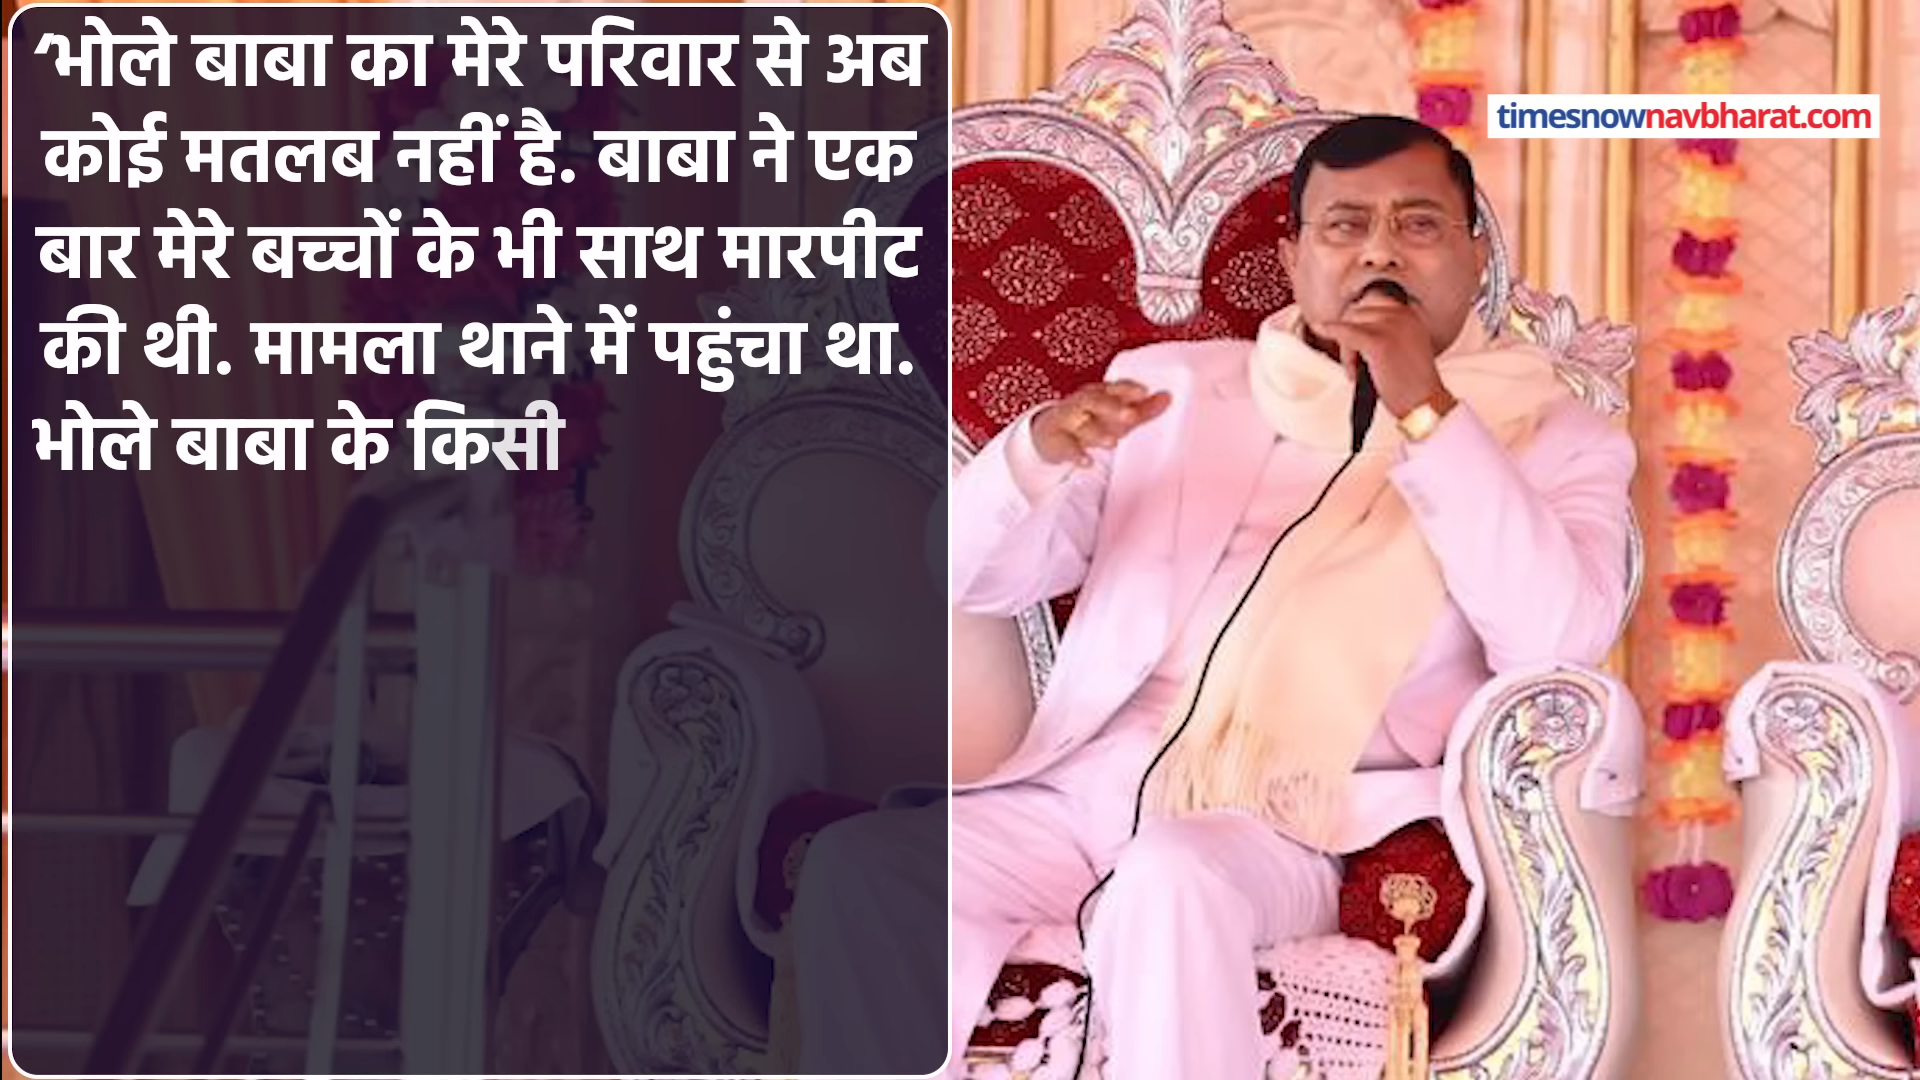 ‘भोले बाबा का मेरे परिवार से अब
कोई मतलब नहीं है. बाबा ने एक
बार मेरे बच्चों के भी साथ मारपीट
की थी. मामला थाने में पहुंचा था.
भोले बाबा के किसी
timesnownavbharat.com